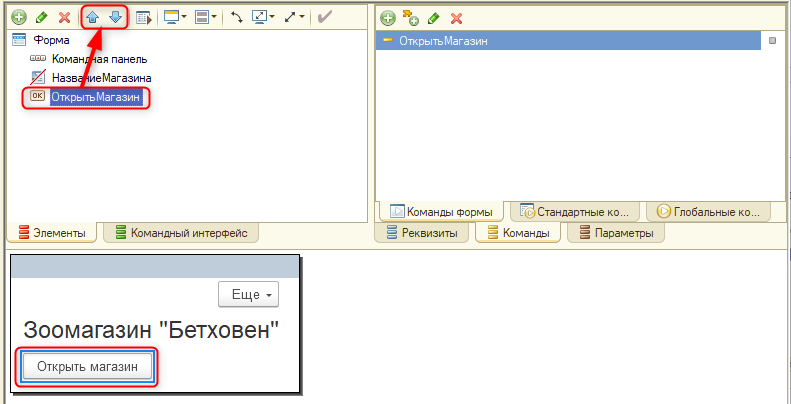 Форма
Командная панель
НазваниеМагазина
ОК ОткрытьМагазин
Элементы
Командный интерфейс
ОткрытьМагазин
Команды формы
Стандартные ко...
Глобальные ко...
Реквизиты
Команды
Параметры
Еще
Зоомагазин "Бетховен"
Открыть магазин